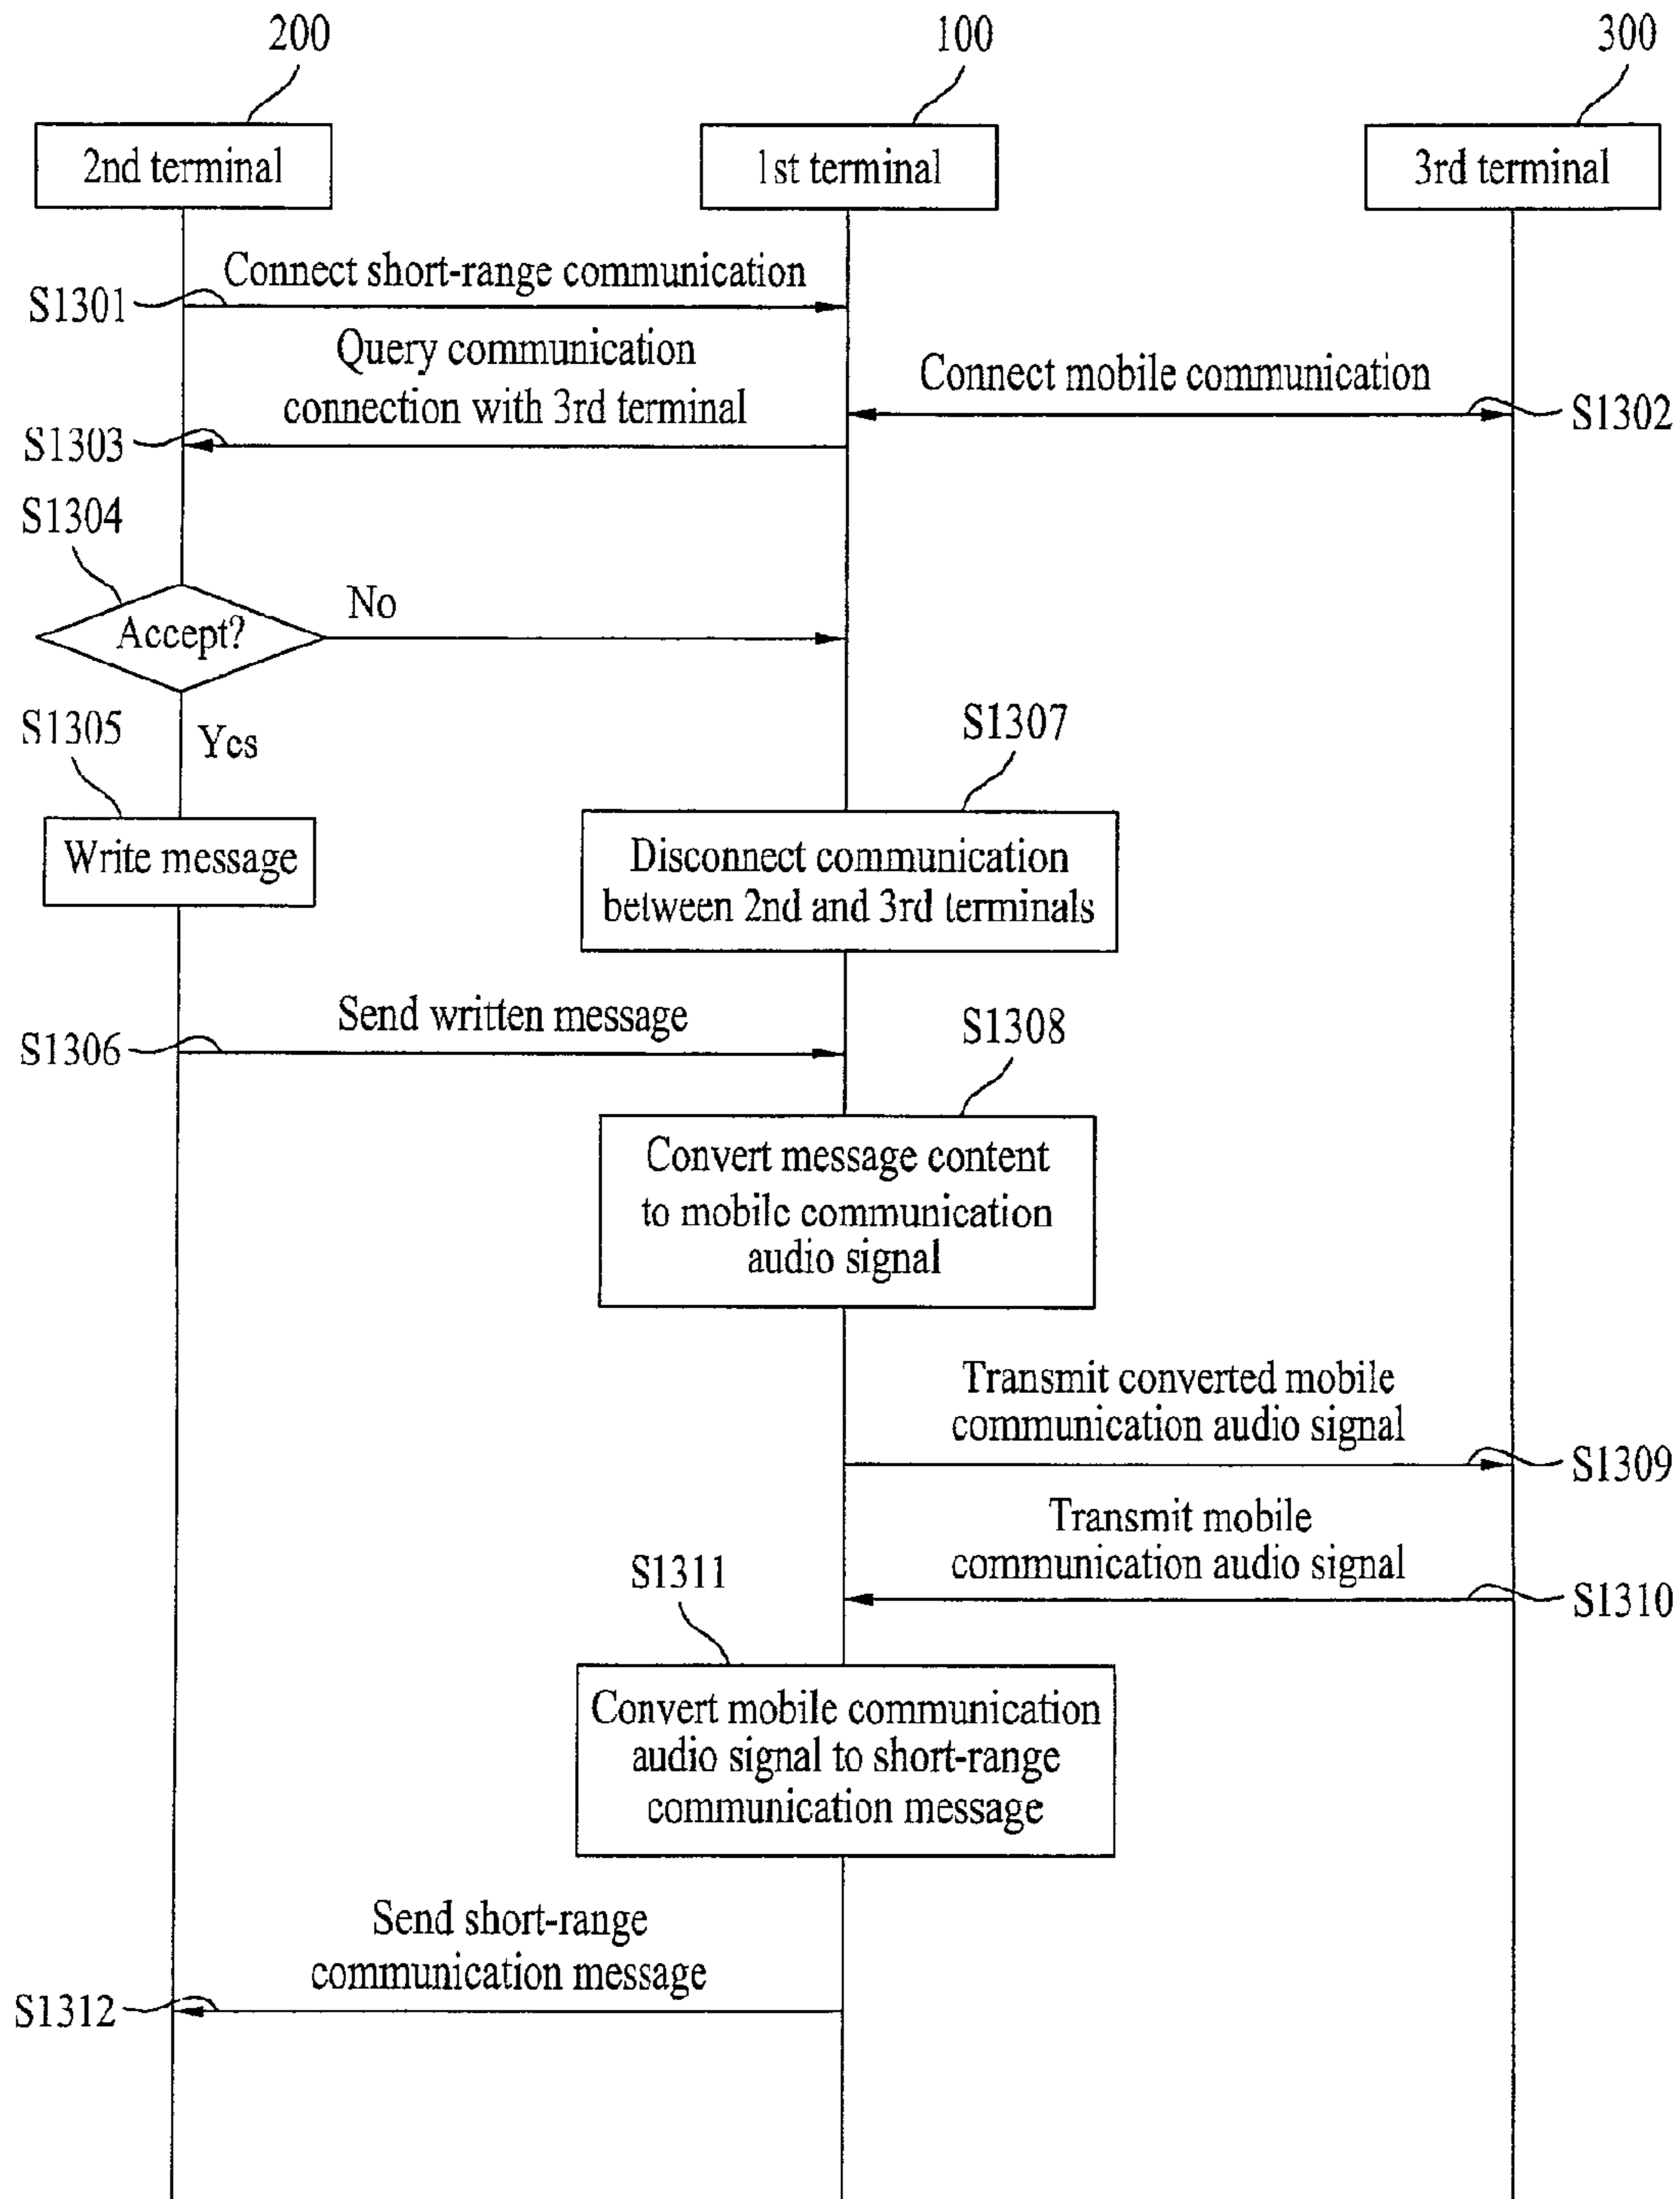 200
100
300
2nd terminal
1st terminal
3rd terminal
Connect short-range communication
S1301
Query communication
connection with 3rd terminal
S1303
Connect mobile communication
S1302
S1304
Accept?
No
Yes
S1305
Write message
S1307
Disconnect communication
between 2nd and 3rd terminals
Send written message
S1306
S1308
Convert message content
to mobile communication
audio signal
Transmit converted mobile
communication audio signal
S1309
Transmit mobile
communication audio signal
S1310
S1311
Convert mobile communication
audio signal to short-range
communication message
Send short-range
communication message
S1312